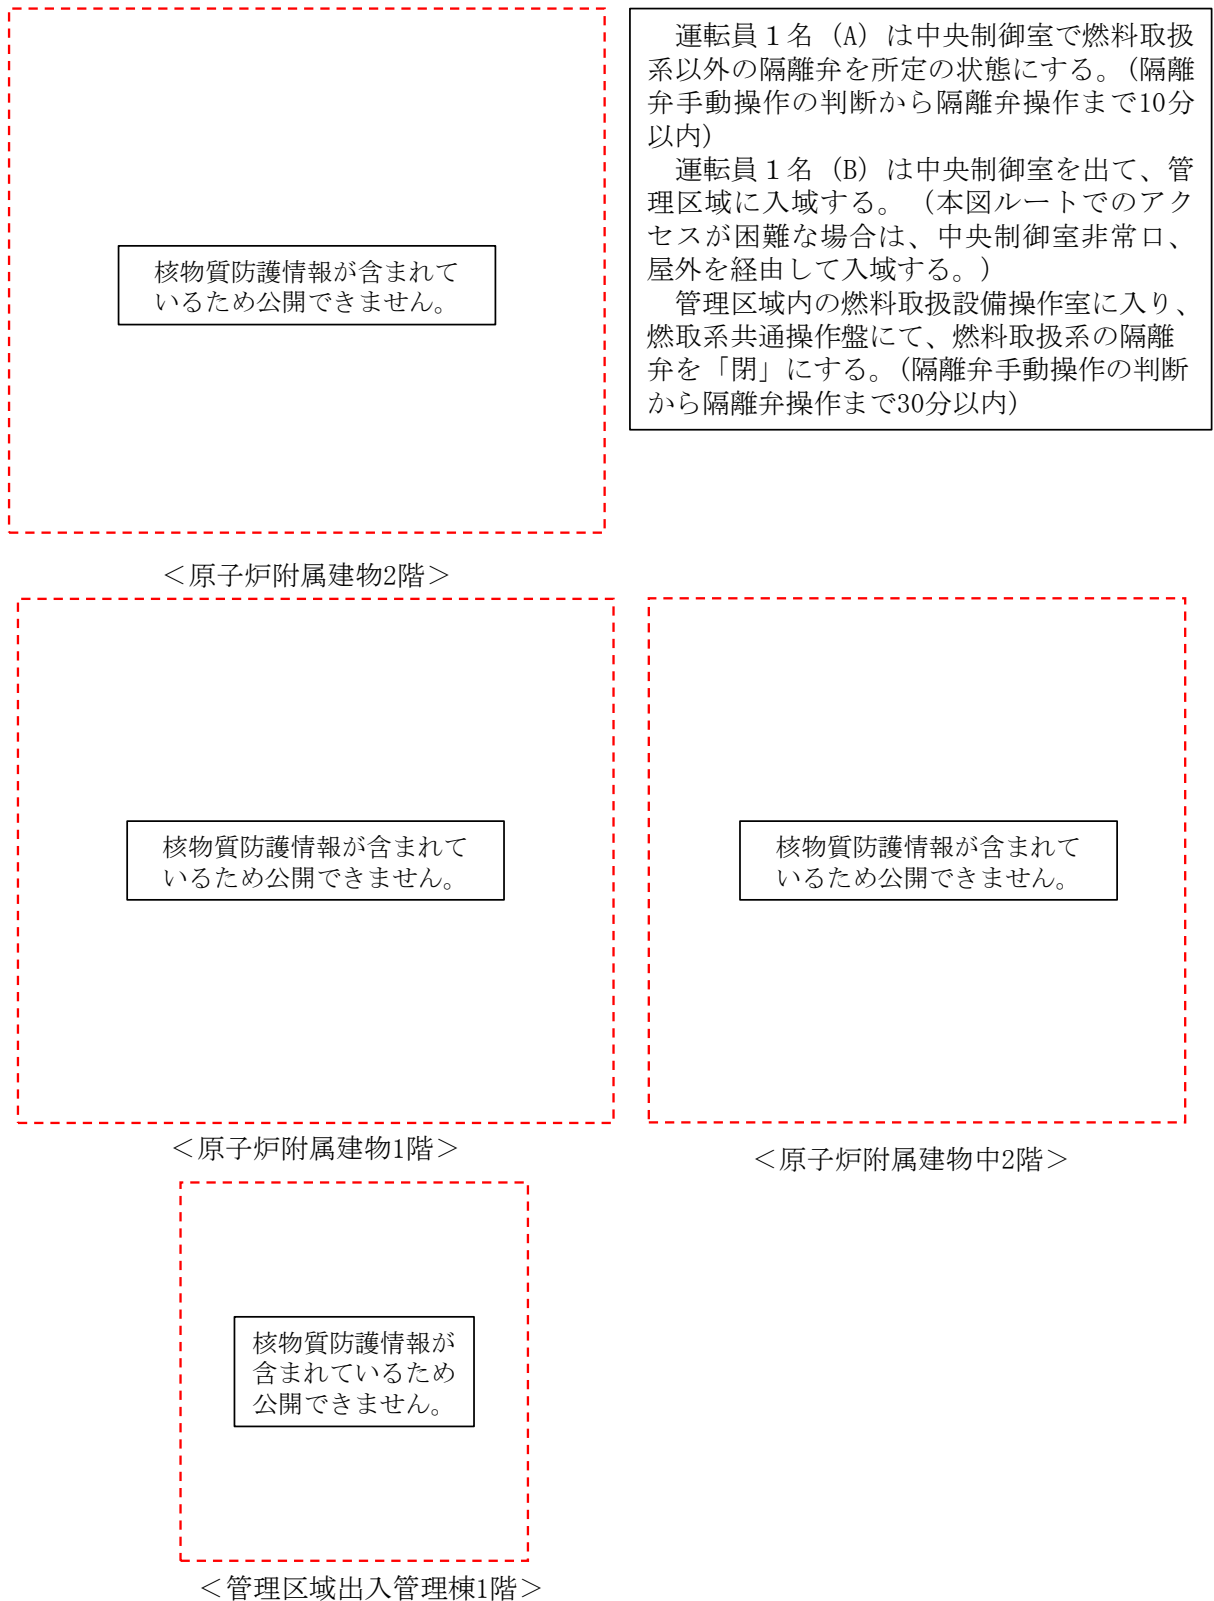 運転員１名（A）は中央制御室で燃料取扱
系以外の隔離弁を所定の状態にする。（隔離
弁手動操作の判断から隔離弁操作まで10分
以内）
運転員１名（B）は中央制御室を出て、管
理区域に入域する。（本図ルートでのアク
セスが困難な場合は、中央制御室非常口、
屋外を経由して入域する。）
管理区域内の燃料取扱設備操作室に入り、
燃取系共通操作盤にて、燃料取扱系の隔離
弁を「閉」にする。（隔離弁手動操作の判断
から隔離弁操作まで30分以内）
核物質防護情報が含まれて
いるため公開できません。
＜原子炉附属建物2階＞
核物質防護情報が含まれて
いるため公開できません。
＜原子炉附属建物1階＞
核物質防護情報が含まれて
いるため公開できません。
＜原子炉附属建物中2階＞
核物質防護情報が
含まれているため
公開できません。
＜管理区域出入管理棟1階＞